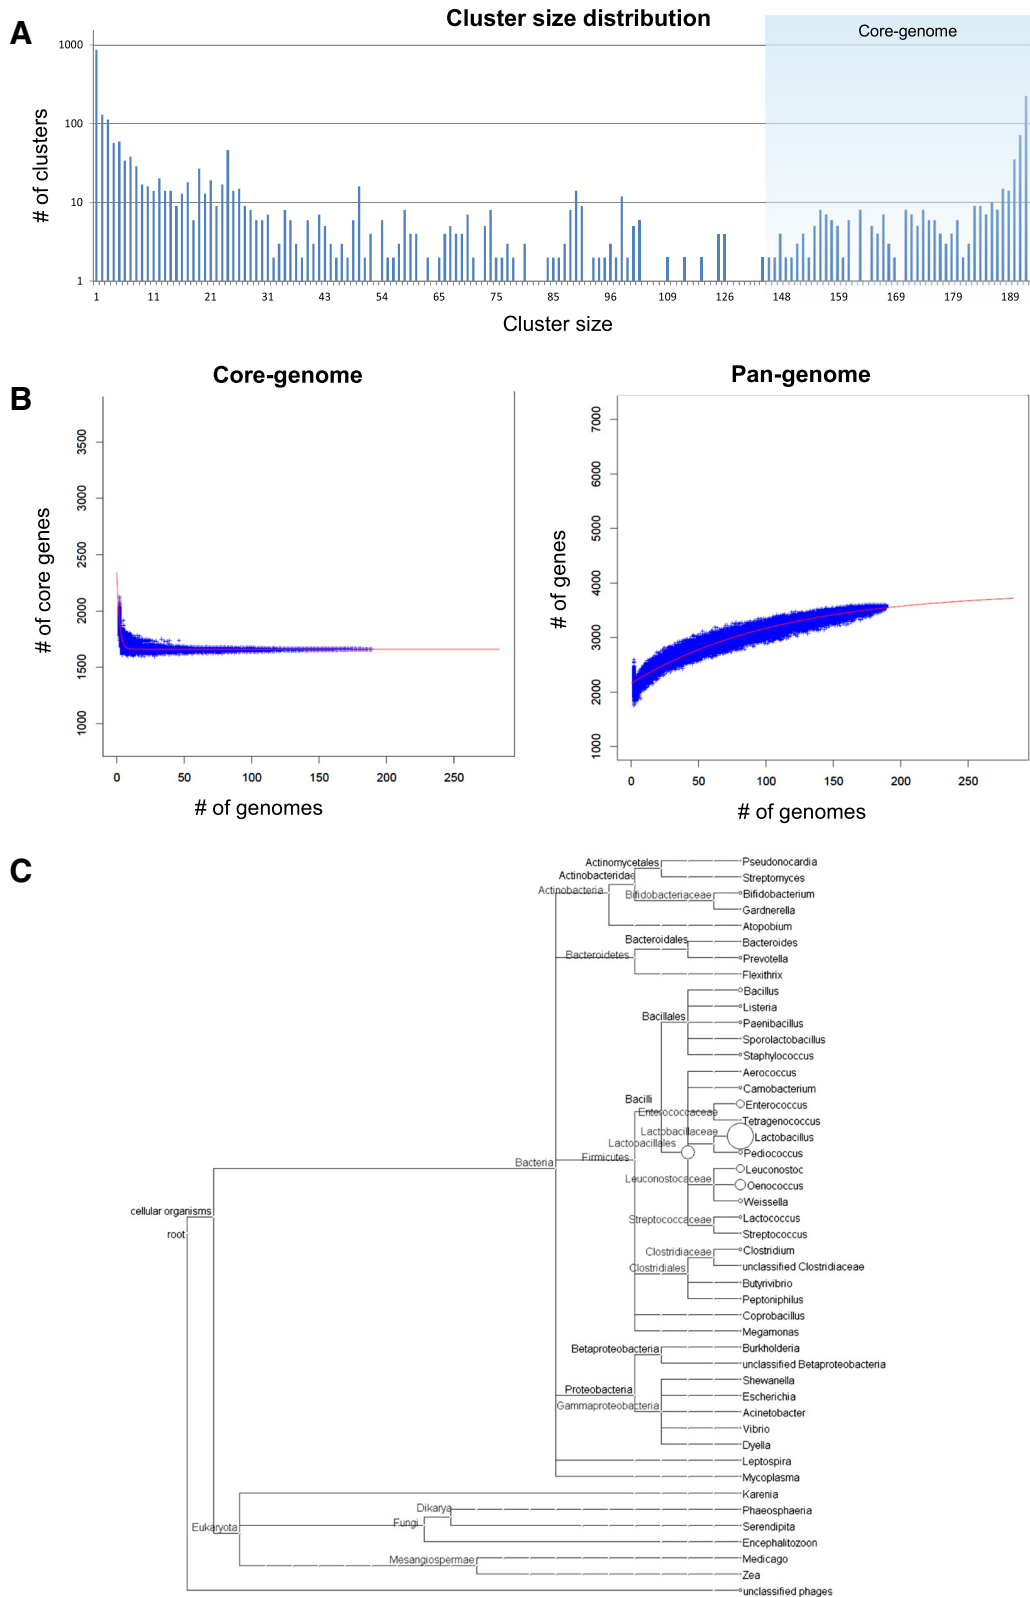 A
Cluster size distribution
Core-genome
# of clusters
1000
100
10
1
1 11 21 31 43 54 65 75 85 96 109 126 148 159 169 179 189
Cluster size
B
Core-genome
Pan-genome
# of core genes
3500
3000
2500
2000
1500
1000
0 50 100 150 200 250
# of genomes
# of genes
7000
6000
5000
4000
3000
2000
1000
0 50 100 150 200 250
# of genomes
C
Actinomycetales
Pseudonocardia
Actinobacteridae
Streptomyces
Actinobacteria
Bifidobacteriaceae
Bifidobacterium
Gardnerella
Atopobium
Bacteroidales
Bacteroides
Bacteroidetes
Prevotella
Flexithrix
Bacillus
Listeria
Bacillales
Paenibacillus
Sporolactobacillus
Staphylococcus
Aerococcus
Carnobacterium
Bacilli
Enterococcus
Enterococcaceae
Tetragenococcus
Lactobacillaceae
Lactobacillus
Lactobacillales
Pediococcus
Firmicutes
Bacteria
Leuconostoc
Leuconostocaceae
Oenococcus
Weissella
cellular organisms
Streptococcaceae
Lactococcus
root
Streptococcus
Clostridiaceae
Clostridium
Clostridiales
unclassified Clostridiaceae
Butyrivibrio
Peptoniphilus
Coprobacillus
Megamonas
Betaproteobacteria
Burkholderia
unclassified Betaproteobacteria
Proteobacteria
Shewanella
Escherichia
Gammaproteobacteria
Acinetobacter
Vibrio
Dyella
Leptospira
Mycoplasma
Karenia
Dikarya
Phaeosphaeria
Eukaryota
Fungi
Serendipita
Encephalitozoon
Mesangiospermae
Medicago
Zea
unclassified phages